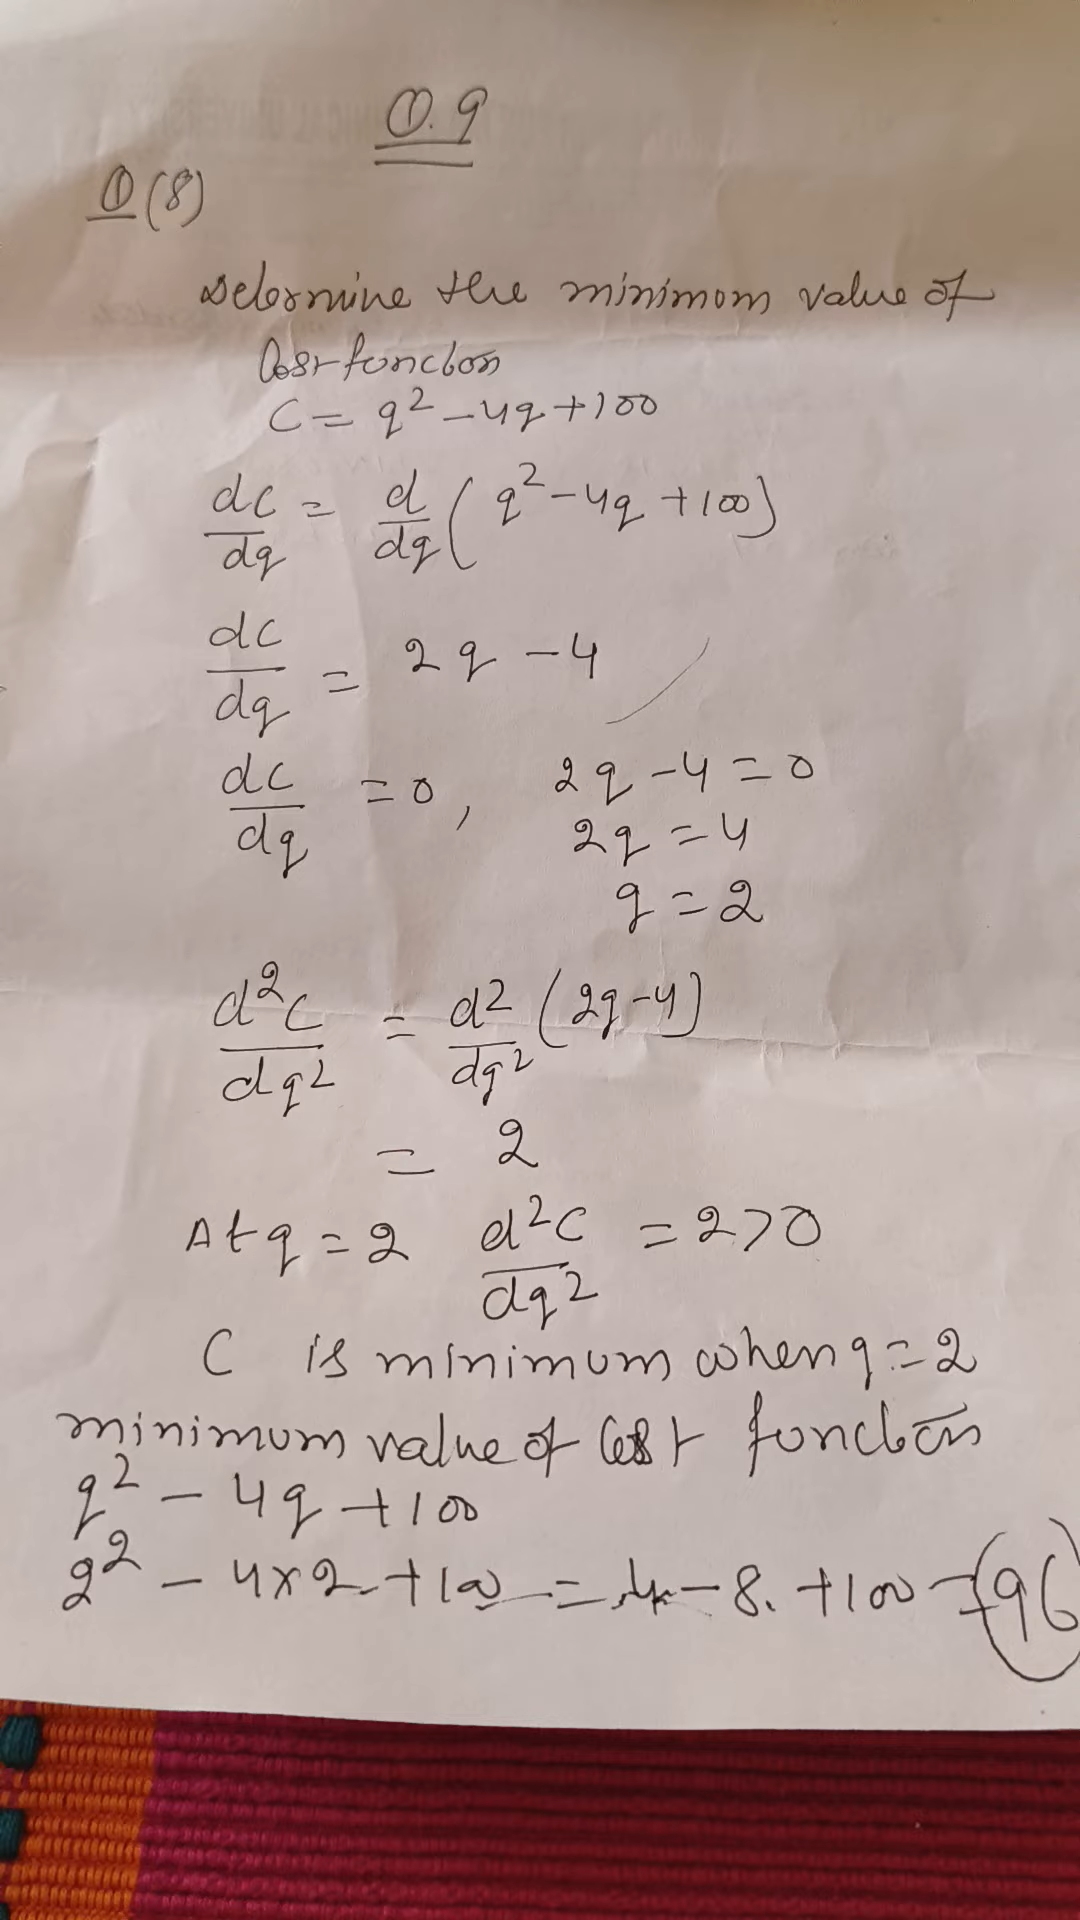 Q.9
Q(8)
Determine the minimum value of
Cost function
C = q² - 4q + 100
dC/dq = d/dq (q² - 4q + 100)
dC/dq = 2q - 4
dC/dq = 0, 2q - 4 = 0
2q = 4
q = 2
d²C/dq² = d²/dq² (2q - 4)
= 2
At q = 2 d²C/dq² = 2 > 0
C is minimum when q = 2
minimum value of Cost function
q² - 4q + 100
2² - 4×2 + 100 = 4 - 8 + 100 = 96